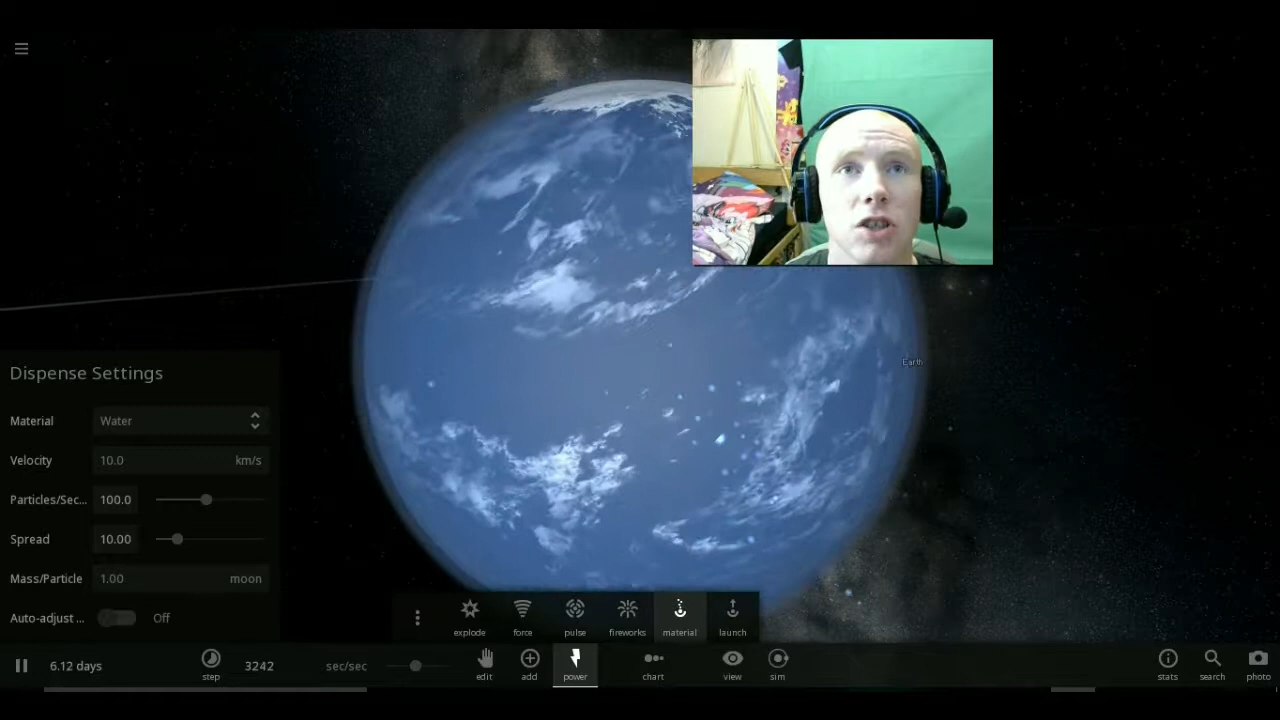 Earth
Dispense Settings
Material Water
Velocity 10.0 km/s
Particles/Sec... 100.0
Spread 10.00
Mass/Particle 1.00 moon
Auto-adjust ... Off
explode force pulse fireworks material launch
6.12 days step 3242 sec/sec edit add power chart view sim stats search photo